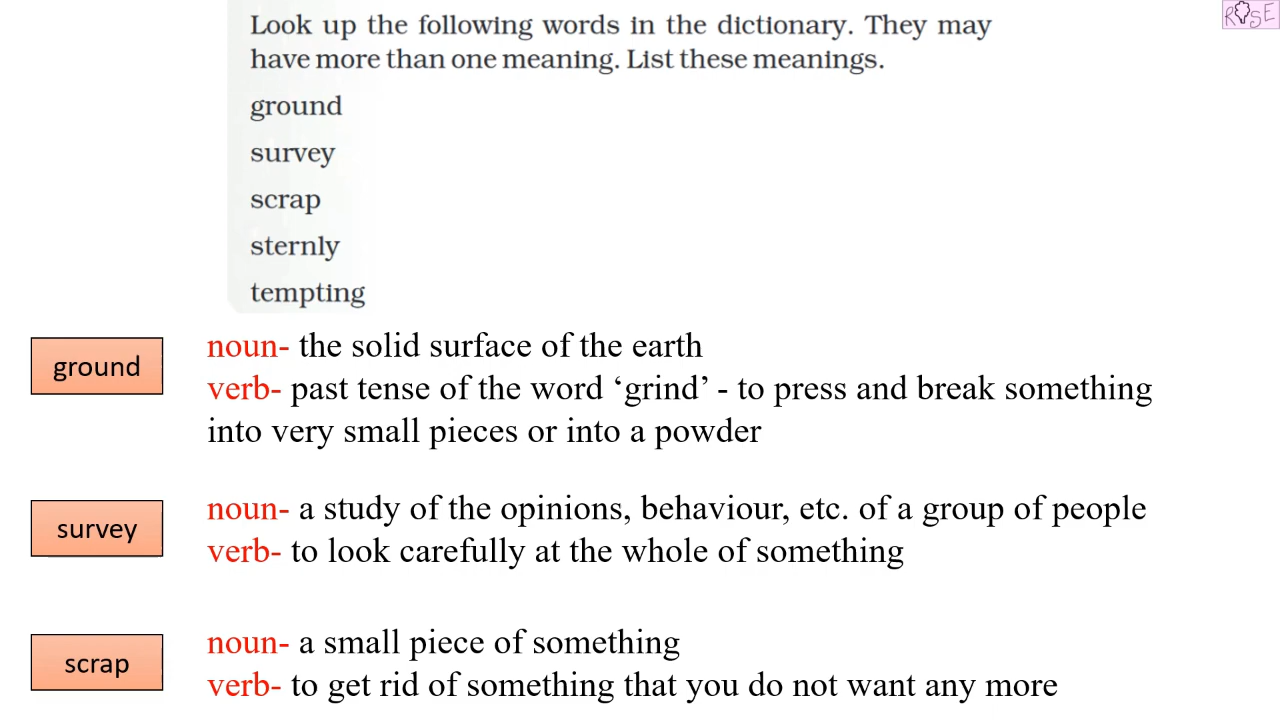 ROSE
Look up the following words in the dictionary. They may
have more than one meaning. List these meanings.
ground
survey
scrap
sternly
tempting
ground
noun- the solid surface of the earth
verb- past tense of the word ‘grind’ - to press and break something
into very small pieces or into a powder
survey
noun- a study of the opinions, behaviour, etc. of a group of people
verb- to look carefully at the whole of something
scrap
noun- a small piece of something
verb- to get rid of something that you do not want any more